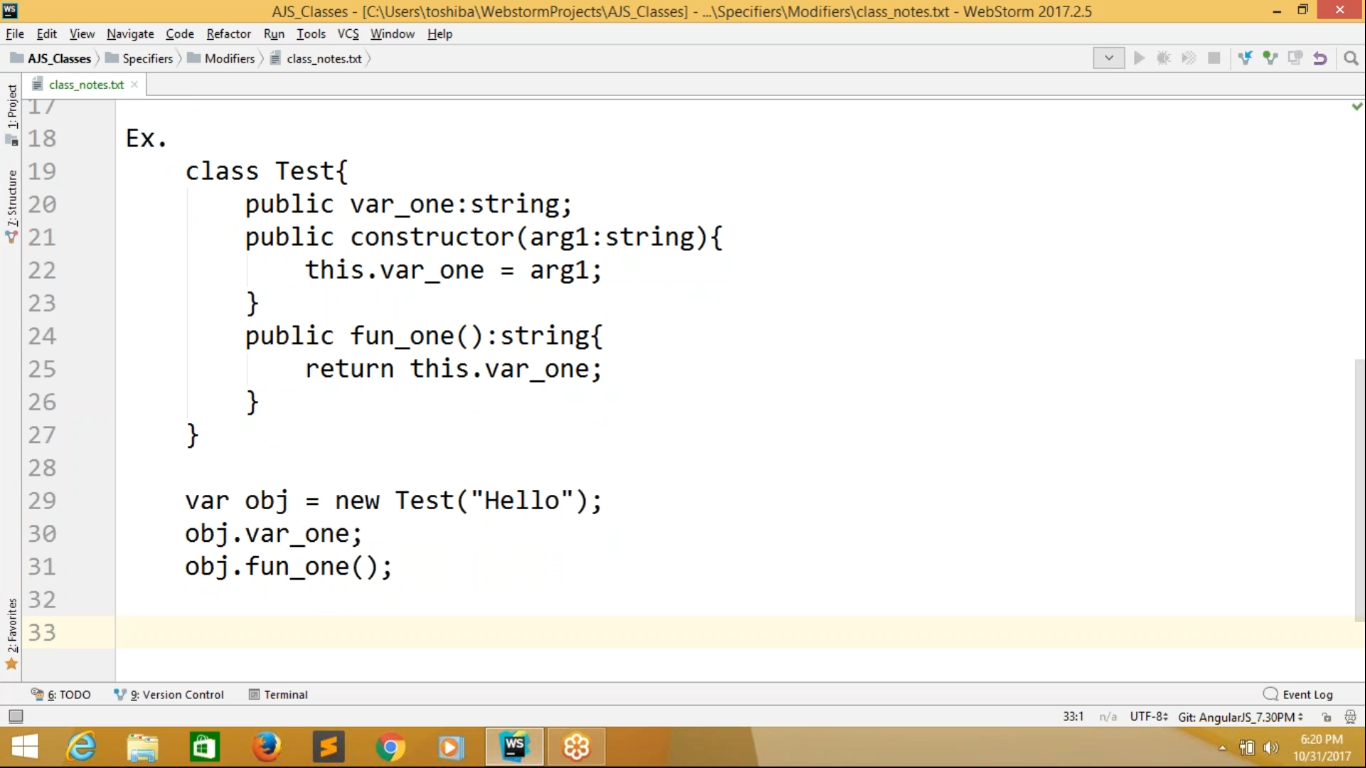 AJS_Classes - [C:\Users\toshiba\WebstormProjects\AJS_Classes] - ...\Specifiers\Modifiers\class_notes.txt - WebStorm 2017.2.5
File Edit View Navigate Code Refactor Run Tools VCS Window Help
AJS_Classes Specifiers Modifiers class_notes.txt
class_notes.txt
1: Project
7: Structure
2: Favorites
17
18 Ex.
19 class Test{
20 public var_one:string;
21 public constructor(arg1:string){
22 this.var_one = arg1;
23 }
24 public fun_one():string{
25 return this.var_one;
26 }
27 }
28
29 var obj = new Test("Hello");
30 obj.var_one;
31 obj.fun_one();
32
33
6: TODO 9: Version Control Terminal Event Log
33:1 n/a UTF-8 Git: AngularJS_7.30PM
WS
6:20 PM
10/31/2017